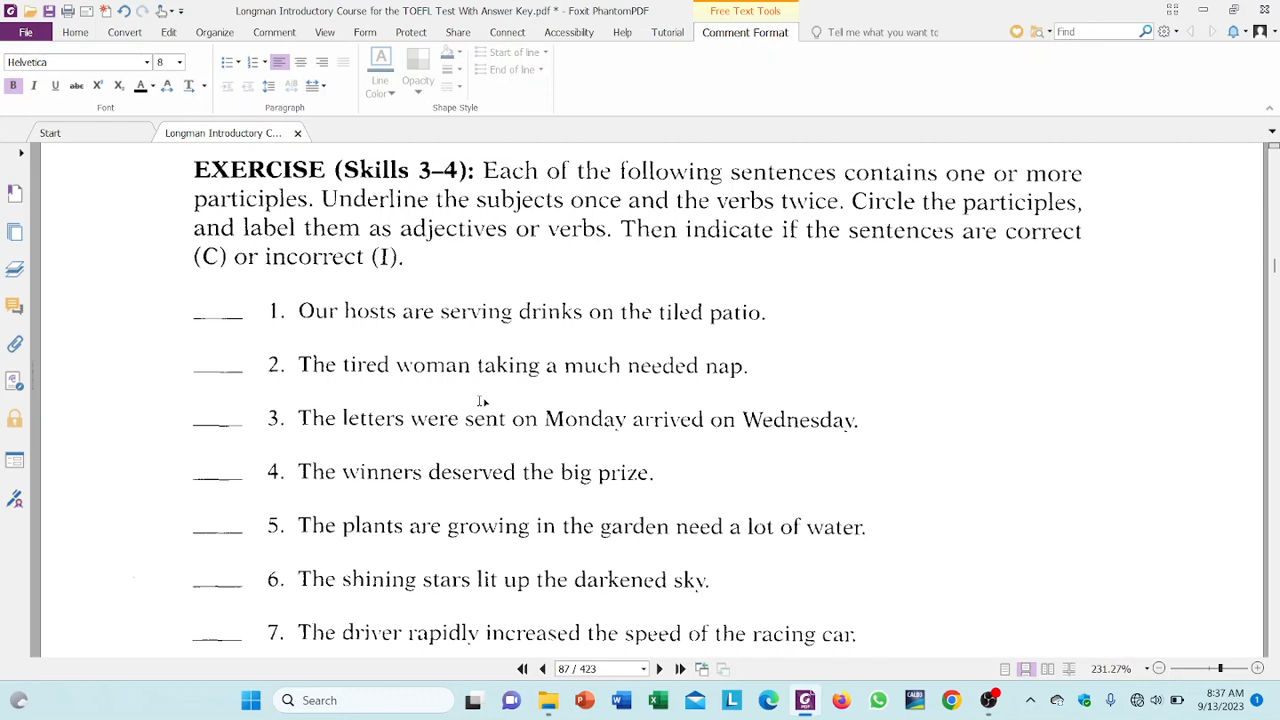 Longman Introductory Course for the TOEFL Test With Answer Key.pdf * - Foxit PhantomPDF
Free Text Tools
File Home Convert Edit Organize Comment View Form Protect Share Connect Accessibility Help Tutorial Comment Format Tell me what you want to Find
Helvetica 8 Start of line
End of line
Line Color Opacity
Font Paragraph Shape Style
Start Longman Introductory C...
EXERCISE (Skills 3–4): Each of the following sentences contains one or more
participles. Underline the subjects once and the verbs twice. Circle the participles,
and label them as adjectives or verbs. Then indicate if the sentences are correct
(C) or incorrect (I).
____ 1. Our hosts are serving drinks on the tiled patio.
____ 2. The tired woman taking a much needed nap.
____ 3. The letters were sent on Monday arrived on Wednesday.
____ 4. The winners deserved the big prize.
____ 5. The plants are growing in the garden need a lot of water.
____ 6. The shining stars lit up the darkened sky.
____ 7. The driver rapidly increased the speed of the racing car.
87 / 423 231.27%
Search 8:37 AM
9/13/2023